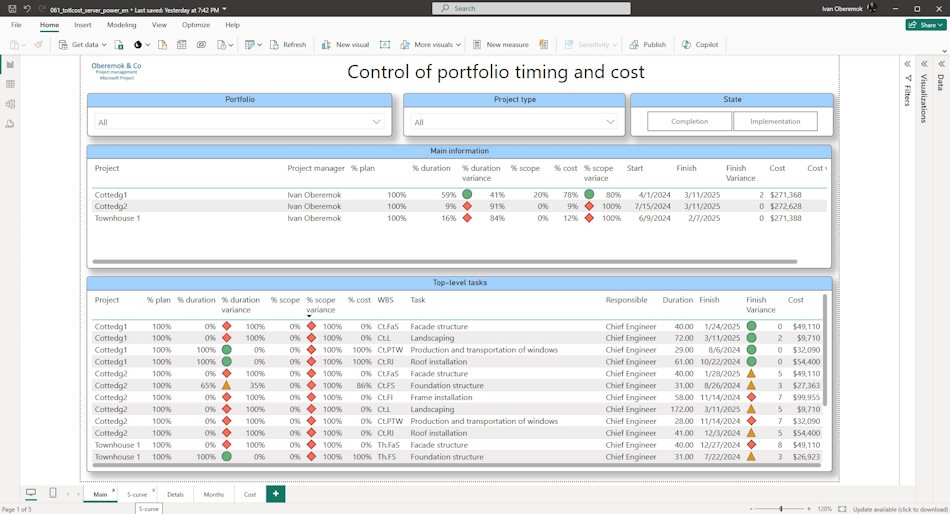 061_totlcost_server_power_en • Last saved: Yesterday at 7:42 PM
Search
Ivan Oberemok
File Home Insert Modeling View Optimize Help
Share
Get data Refresh New visual More visuals New measure Sensitivity Publish Copilot
Oberemok & Co
Project management
Microsoft Project
Control of portfolio timing and cost
Portfolio Project type State
All All Completion Implementation
Filters
Visualizations
Data
Main information
Project Project manager % plan % duration % duration variance % scope % cost % scope variace Start Finish Finish Variance Cost Cost v
Cottedg1 Ivan Oberemok 100% 59% 41% 20% 78% 80% 4/1/2024 3/11/2025 2 $271,368
Cottedg2 Ivan Oberemok 100% 9% 91% 0% 9% 100% 7/15/2024 3/11/2025 0 $272,628
Townhouse 1 Ivan Oberemok 100% 16% 84% 0% 12% 100% 6/9/2024 2/7/2025 0 $271,388
Top-level tasks
Project % plan % duration % duration variance % scope % scope variance % cost WBS Task Responsible Duration Finish Finish Variance Cost
Cottedg1 100% 0% 100% 0% 100% 0% Ct.FaS Facade structure Chief Engineer 40.00 1/24/2025 0 $49,110
Cottedg1 100% 0% 100% 0% 100% 0% Ct.L Landscaping Chief Engineer 72.00 3/11/2025 2 $9,710
Cottedg1 100% 100% 0% 0% 100% 100% Ct.PTW Production and transportation of windows Chief Engineer 29.00 8/6/2024 0 $32,090
Cottedg1 100% 100% 0% 0% 100% 100% Ct.RI Roof installation Chief Engineer 61.00 10/22/2024 0 $54,400
Cottedg2 100% 0% 100% 0% 100% 0% Ct.FaS Facade structure Chief Engineer 40.00 1/28/2025 5 $49,110
Cottedg2 100% 65% 35% 0% 100% 86% Ct.FS Foundation structure Chief Engineer 31.00 8/26/2024 3 $27,363
Cottedg2 100% 0% 100% 0% 100% 0% Ct.FI Frame installation Chief Engineer 58.00 11/14/2024 7 $99,955
Cottedg2 100% 0% 100% 0% 100% 0% Ct.L Landscaping Chief Engineer 172.00 3/11/2025 5 $9,710
Cottedg2 100% 0% 100% 0% 100% 0% Ct.PTW Production and transportation of windows Chief Engineer 28.00 11/14/2024 7 $32,090
Cottedg2 100% 0% 100% 0% 100% 0% Ct.RI Roof installation Chief Engineer 41.00 12/3/2024 5 $54,400
Townhouse 1 100% 0% 100% 0% 100% 0% Th.FaS Facade structure Chief Engineer 40.00 12/27/2024 8 $49,110
Townhouse 1 100% 100% 0% 0% 100% 100% Th.FS Foundation structure Chief Engineer 31.00 7/22/2024 3 $26,923
Main S-curve Detals Months Cost
S-curve
Page 1 of 5
120%
Update available (click to download)